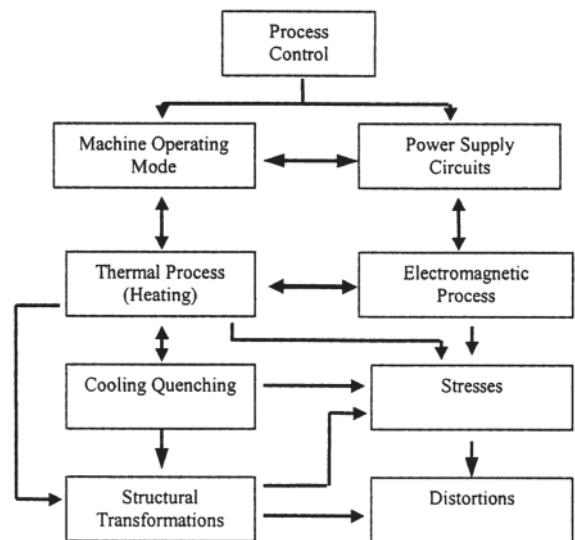 Process
Control
Machine Operating
Mode
Power Supply
Circuits
Thermal Process
(Heating)
Electromagnetic
Process
Cooling Quenching
Stresses
Structural
Transformations
Distortions